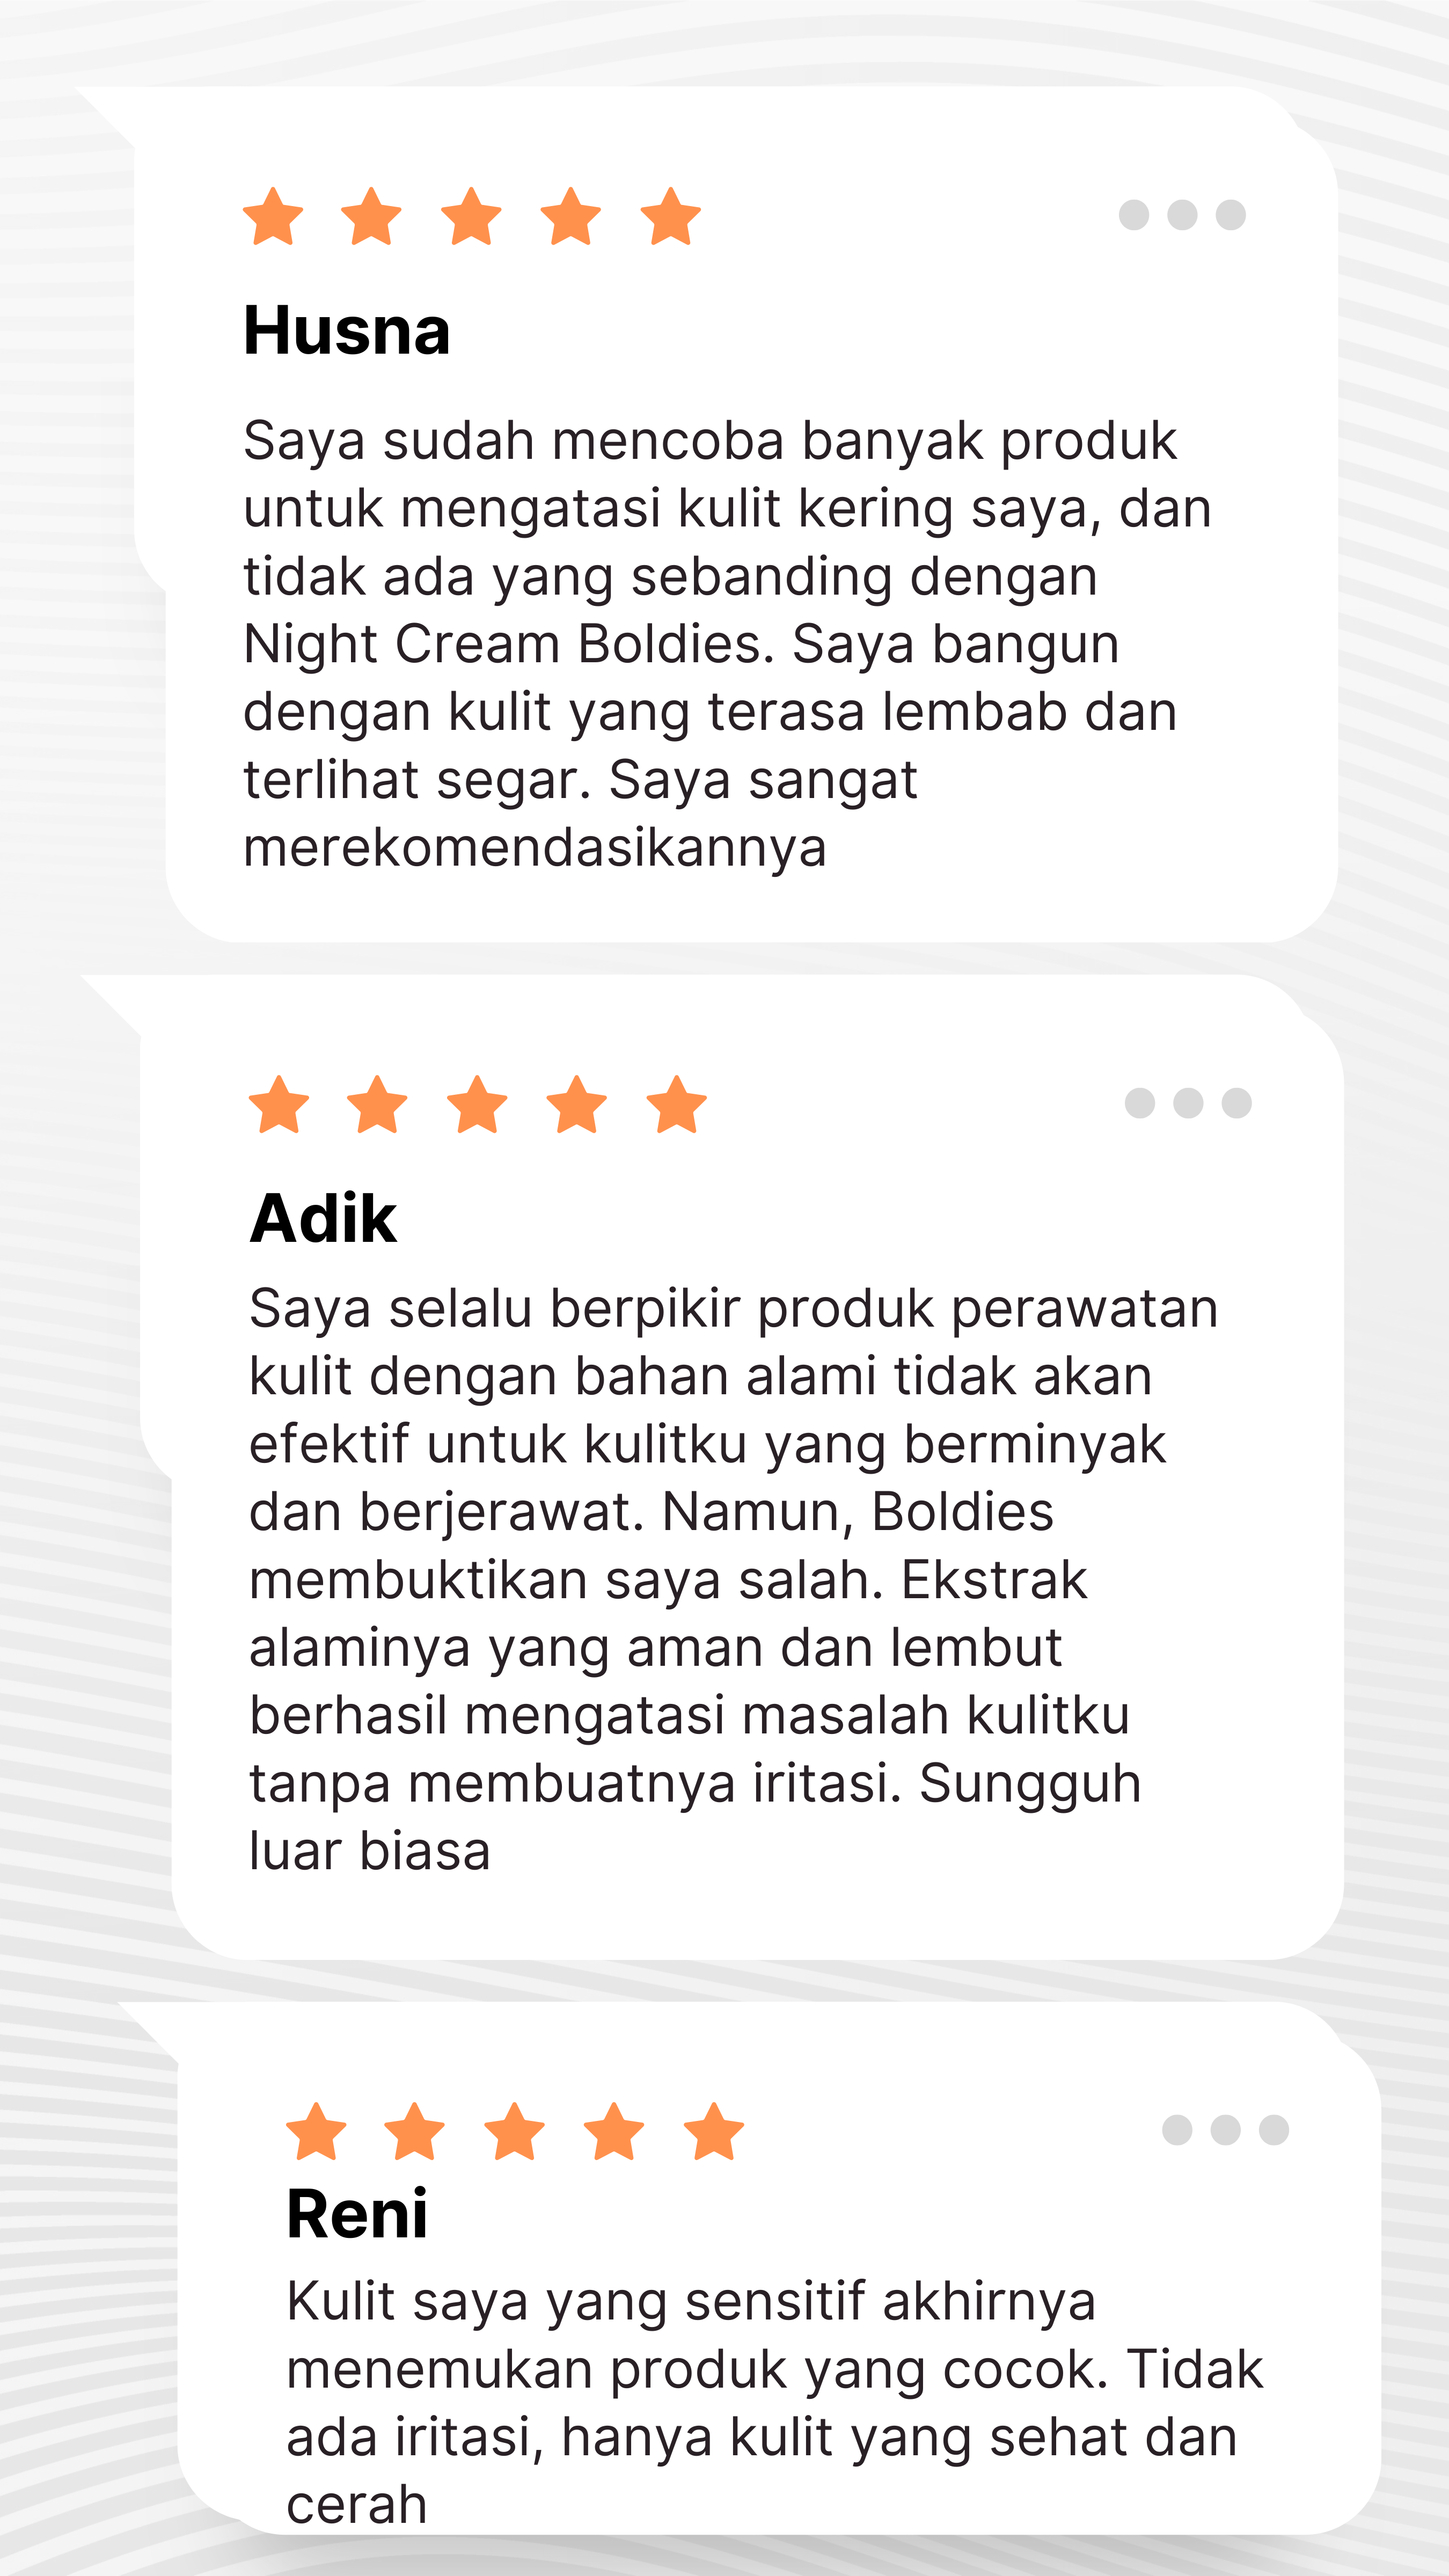 Husna
Saya sudah mencoba banyak produk
untuk mengatasi kulit kering saya, dan
tidak ada yang sebanding dengan
Night Cream Boldies. Saya bangun
dengan kulit yang terasa lembab dan
terlihat segar. Saya sangat
merekomendasikannya
Adik
Saya selalu berpikir produk perawatan
kulit dengan bahan alami tidak akan
efektif untuk kulitku yang berminyak
dan berjerawat. Namun, Boldies
membuktikan saya salah. Ekstrak
alaminya yang aman dan lembut
berhasil mengatasi masalah kulitku
tanpa membuatnya iritasi. Sungguh
luar biasa
Reni
Kulit saya yang sensitif akhirnya
menemukan produk yang cocok. Tidak
ada iritasi, hanya kulit yang sehat dan
cerah